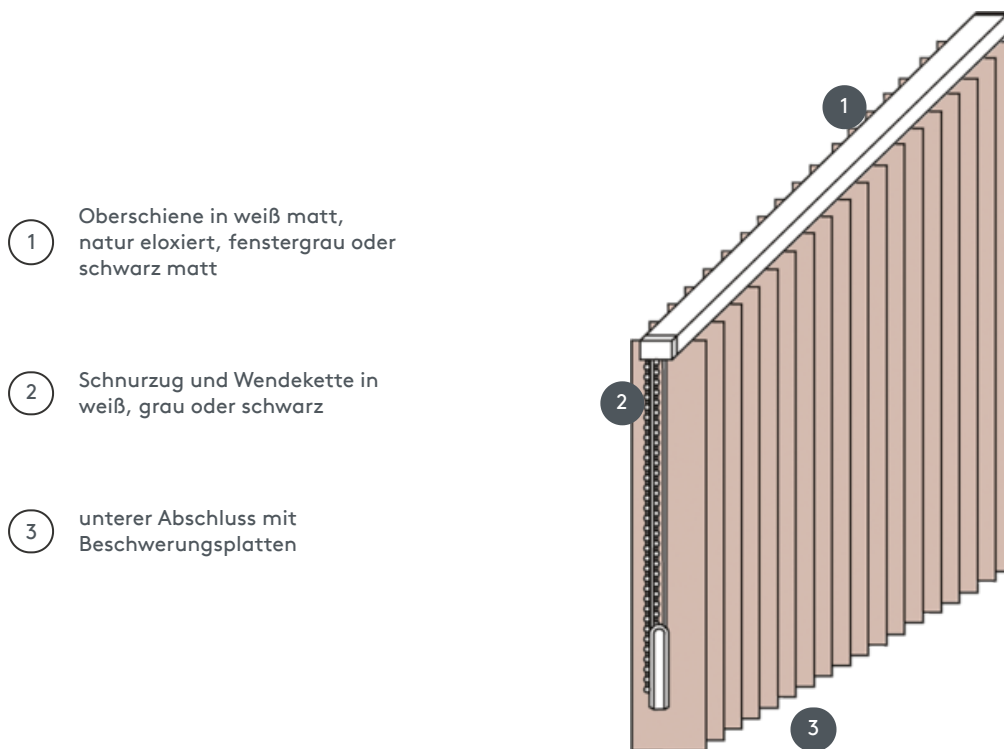 1
Oberschiene in weiß matt,
natur eloxiert, fenstergrau oder
schwarz matt
2
Schnurzug und Wendekette in
weiß, grau oder schwarz
3
unterer Abschluss mit
Beschwerungsplatten
1
2
3